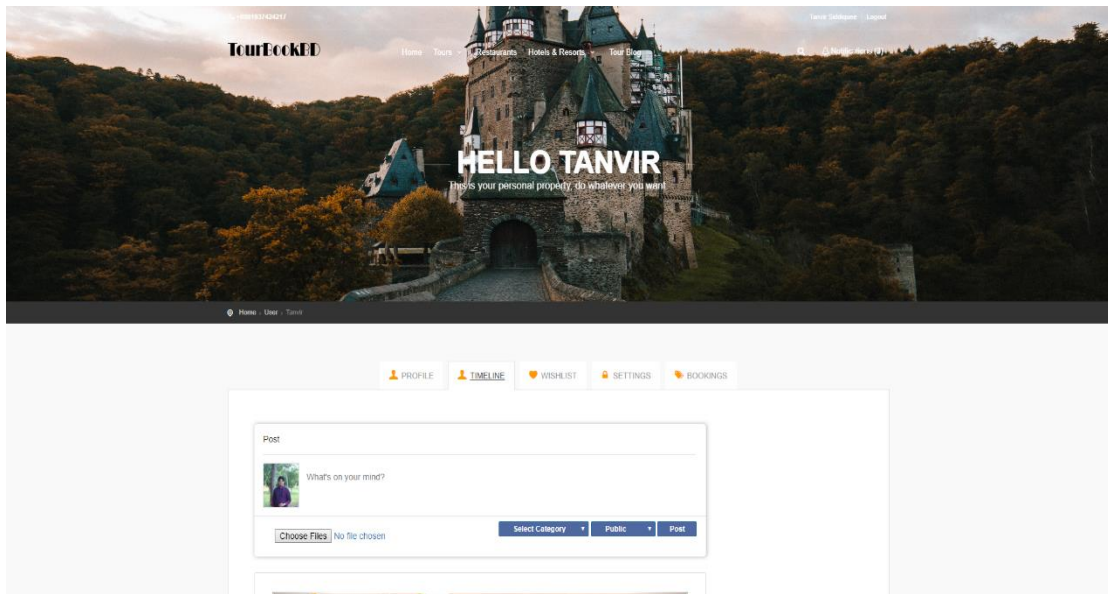 Logout
TourBookBD
Home Tours Restaurants Hotels & Resorts Tour Blog
HELLO TANVIR
This is your personal property, do whatever you want
Home User Tanvir
PROFILE TIMELINE WISHLIST SETTINGS BOOKINGS
Post
What's on your mind?
Choose Files No file chosen
Select Category Public Post